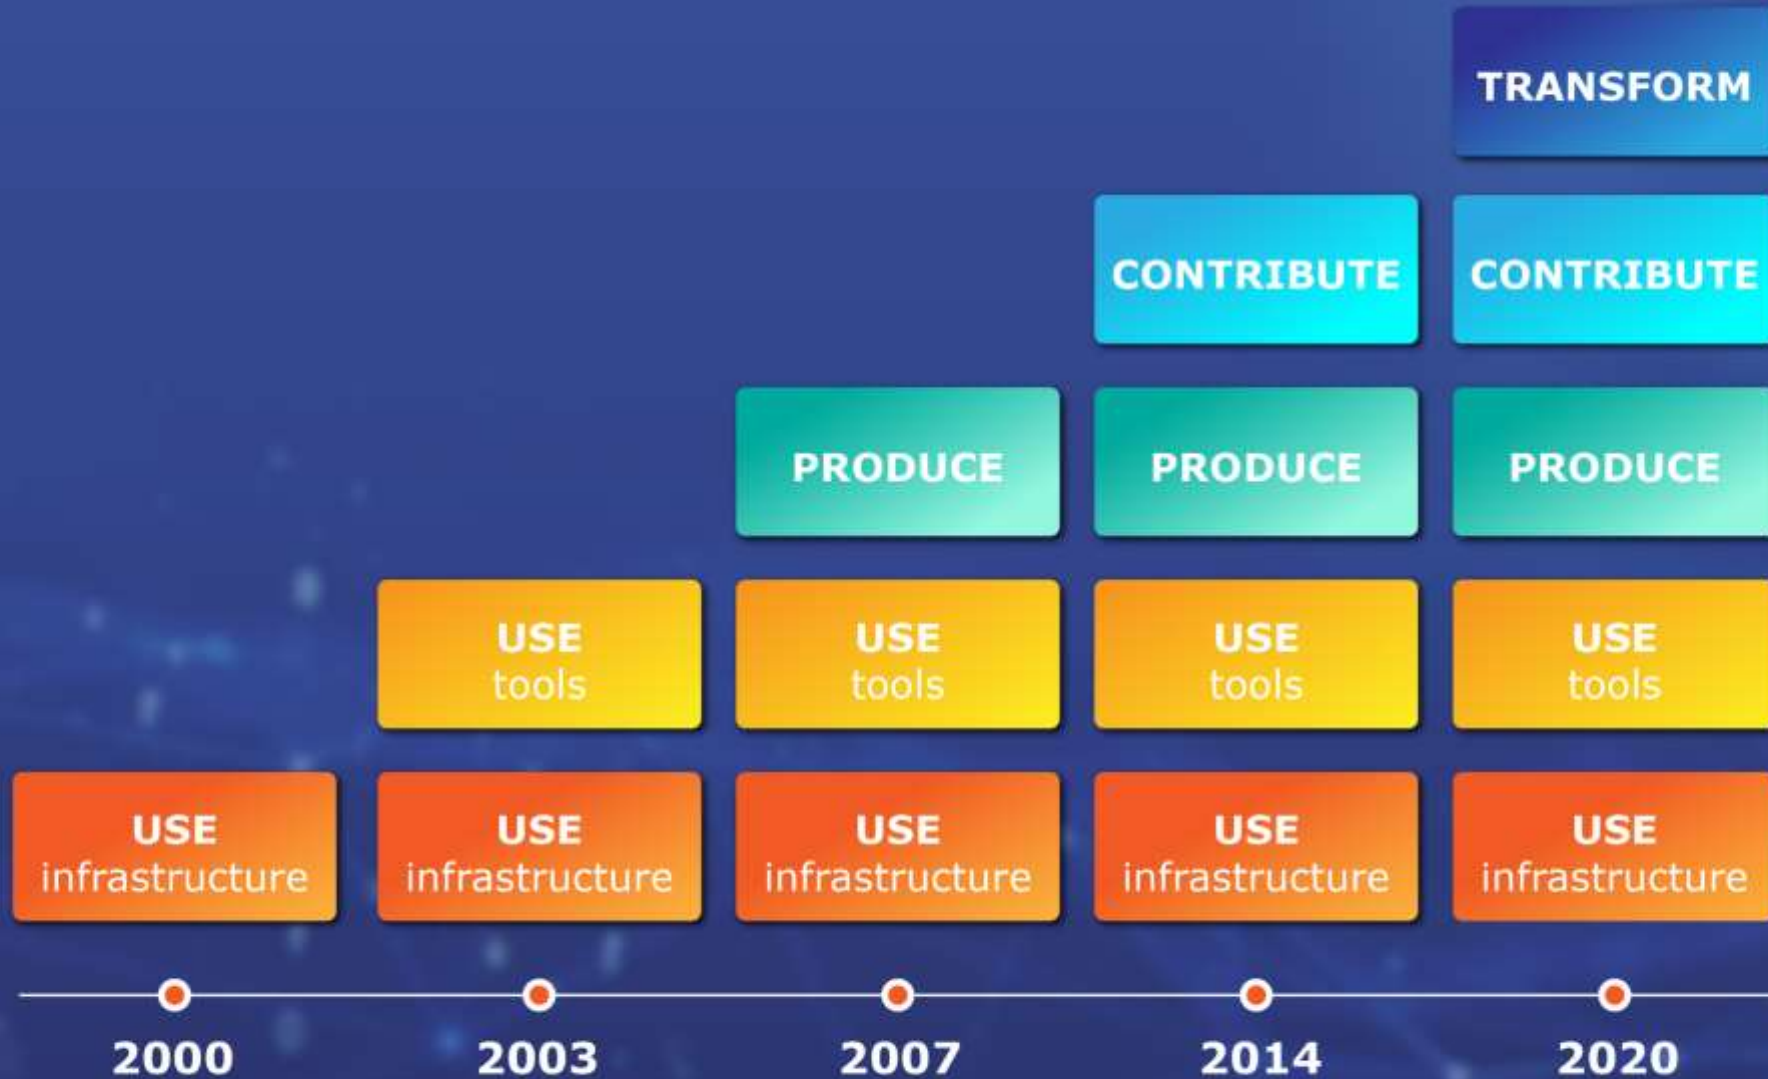 TRANSFORM
CONTRIBUTE CONTRIBUTE
PRODUCE PRODUCE PRODUCE
USE USE USE USE
tools tools tools tools
USE USE USE USE USE
infrastructure infrastructure infrastructure infrastructure infrastructure
2000 2003 2007 2014 2020